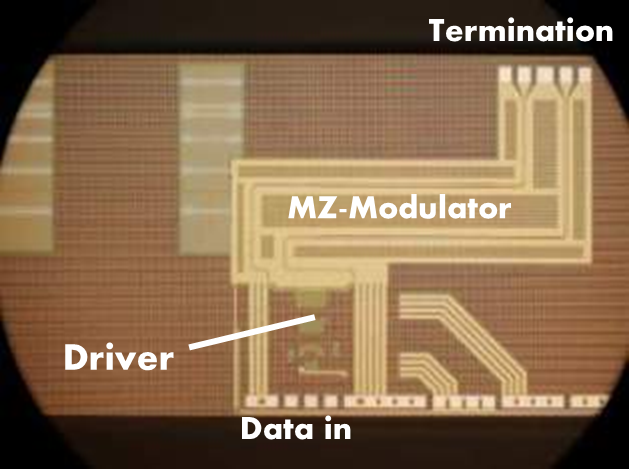 Termination
MZ-Modulator
Driver
Data in